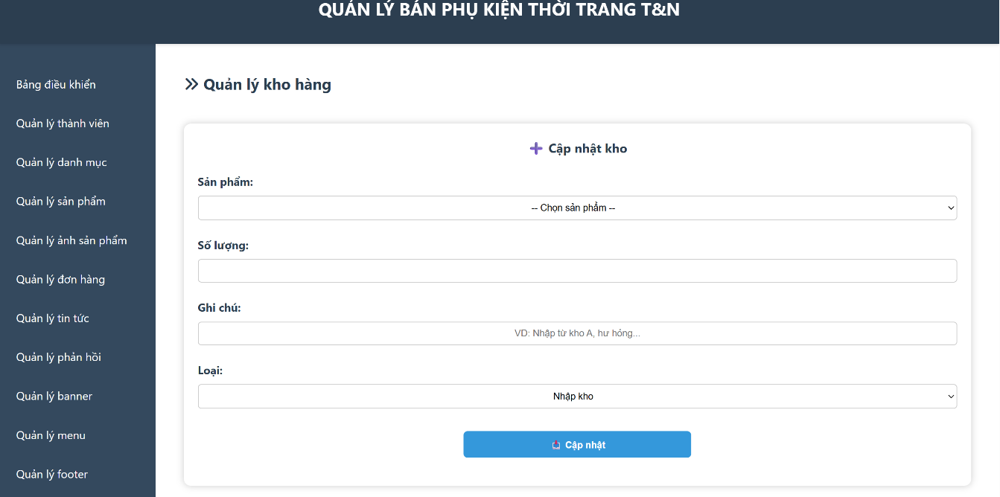 QUẢN LÝ BÁN PHỤ KIỆN THỜI TRANG T&N
Bảng điều khiển
Quản lý thành viên
Quản lý danh mục
Quản lý sản phẩm
Quản lý ảnh sản phẩm
Quản lý đơn hàng
Quản lý tin tức
Quản lý phản hồi
Quản lý banner
Quản lý menu
Quản lý footer
Quản lý kho hàng
Cập nhật kho
Sản phẩm:
-- Chọn sản phẩm --
Số lượng:
Ghi chú:
VD: Nhập từ kho A, hư hỏng...
Loại:
Nhập kho
Cập nhật